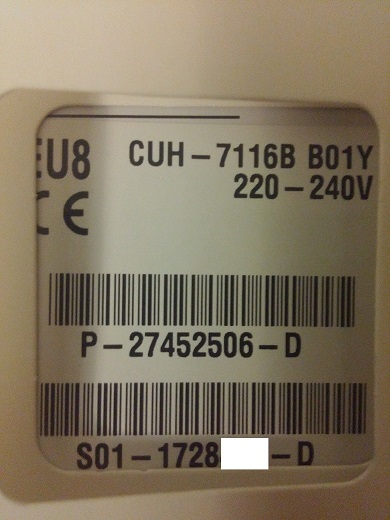 EU8 CUH-7116B B01Y
CE 220-240V
P-27452506-D
S01-1728 -D